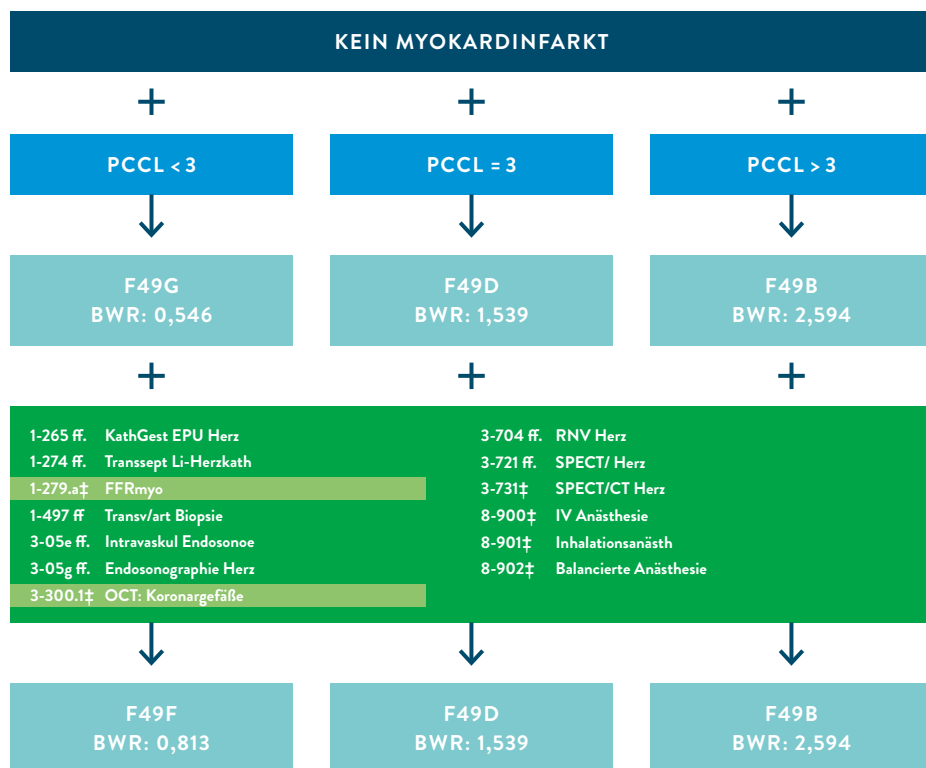 KEIN MYOKARDINFARKT
+ + +
PCCL < 3
PCCL = 3
PCCL > 3
F49G
BWR: 0,546
F49D
BWR: 1,539
F49B
BWR: 2,594
+ + +
1-265 ff. KathGest EPU Herz
1-274 ff. Transsept Li-Herzkath
1-279.a‡ FFRmyo
1-497 ff Transv/art Biopsie
3-05e ff. Intravaskul Endosonoe
3-05g ff. Endosonographie Herz
3-300.1‡ OCT: Koronargefäße
3-704 ff. RNV Herz
3-721 ff. SPECT/ Herz
3-731‡ SPECT/CT Herz
8-900‡ IV Anästhesie
8-901‡ Inhalationsanästh
8-902‡ Balancierte Anästhesie
F49F
BWR: 0,813
F49D
BWR: 1,539
F49B
BWR: 2,594